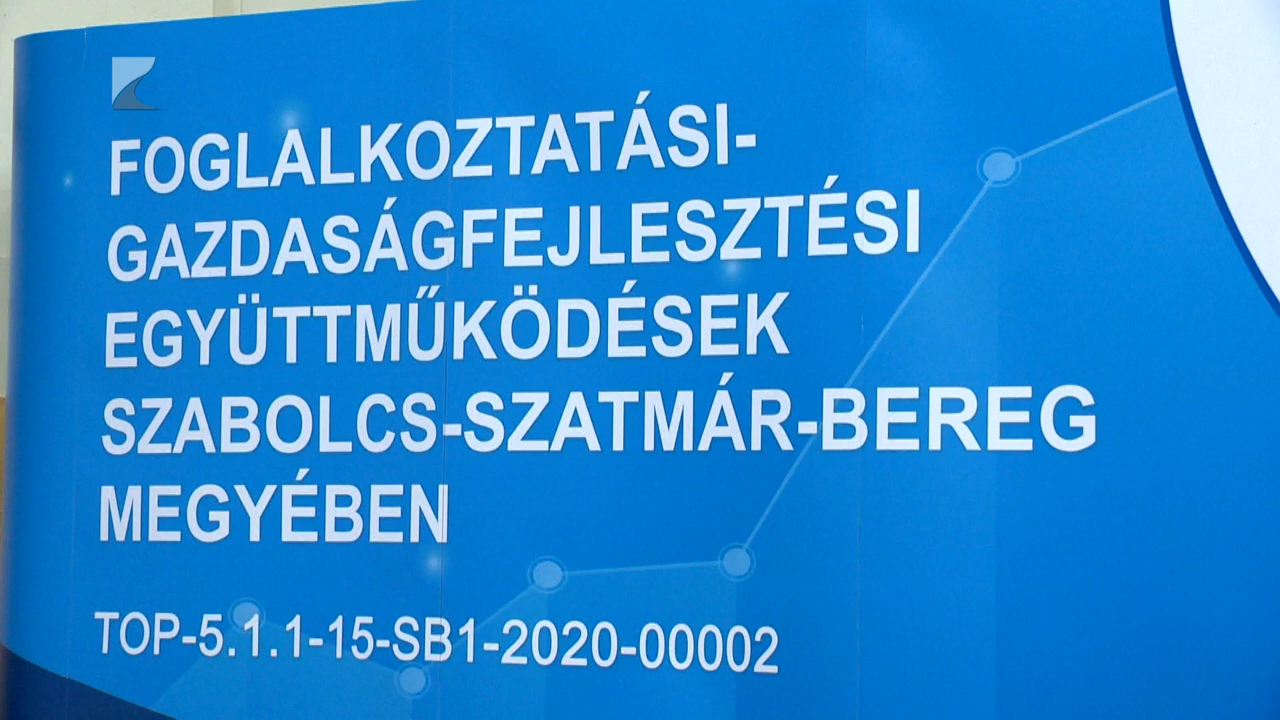 FOGLALKOZTATÁSI-
GAZDASÁGFEJLESZTÉSI
EGYÜTTMŰKÖDÉSEK
SZABOLCS-SZATMÁR-BEREG
MEGYÉBEN
TOP-5.1.1-15-SB1-2020-00002